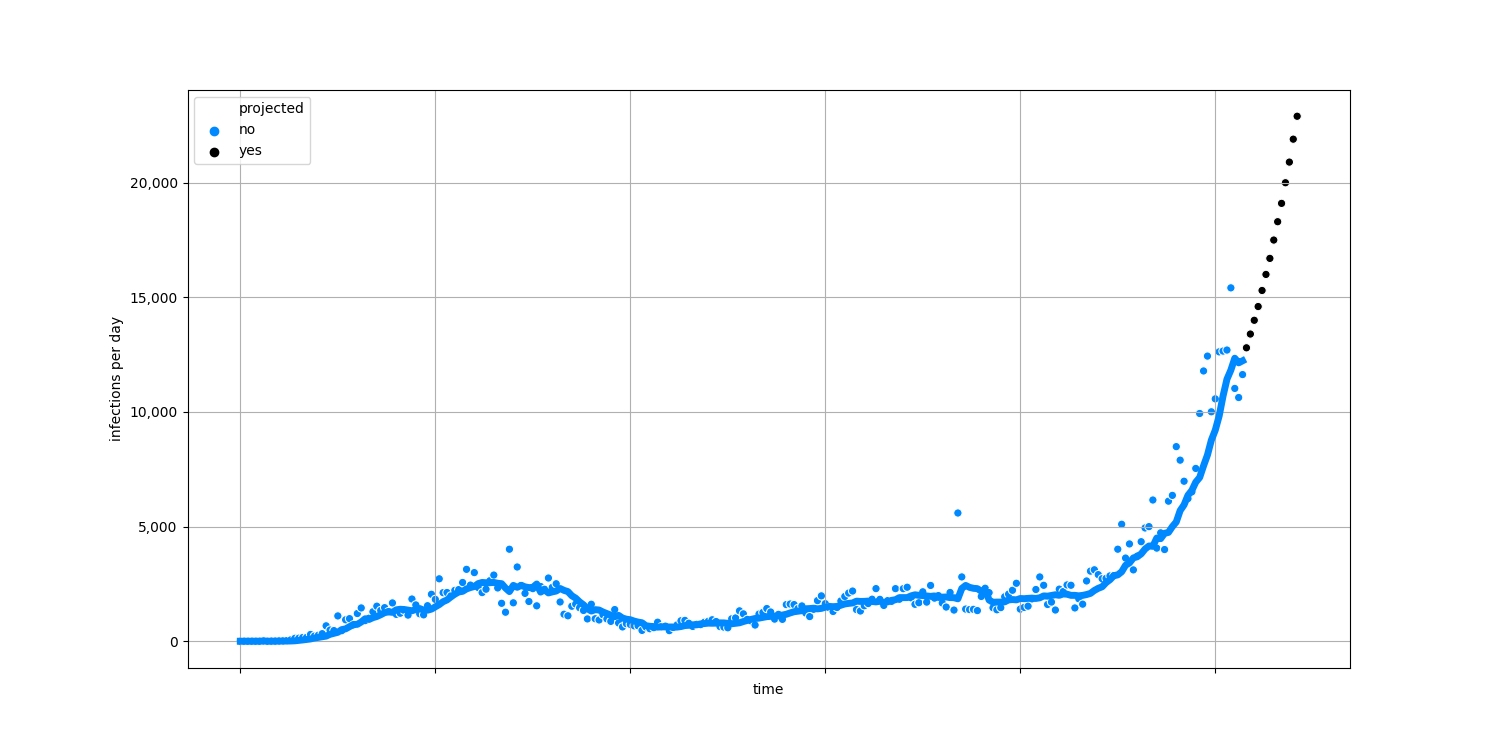 projected
no
yes
20,000
15,000
10,000
5,000
0
infections per day
time